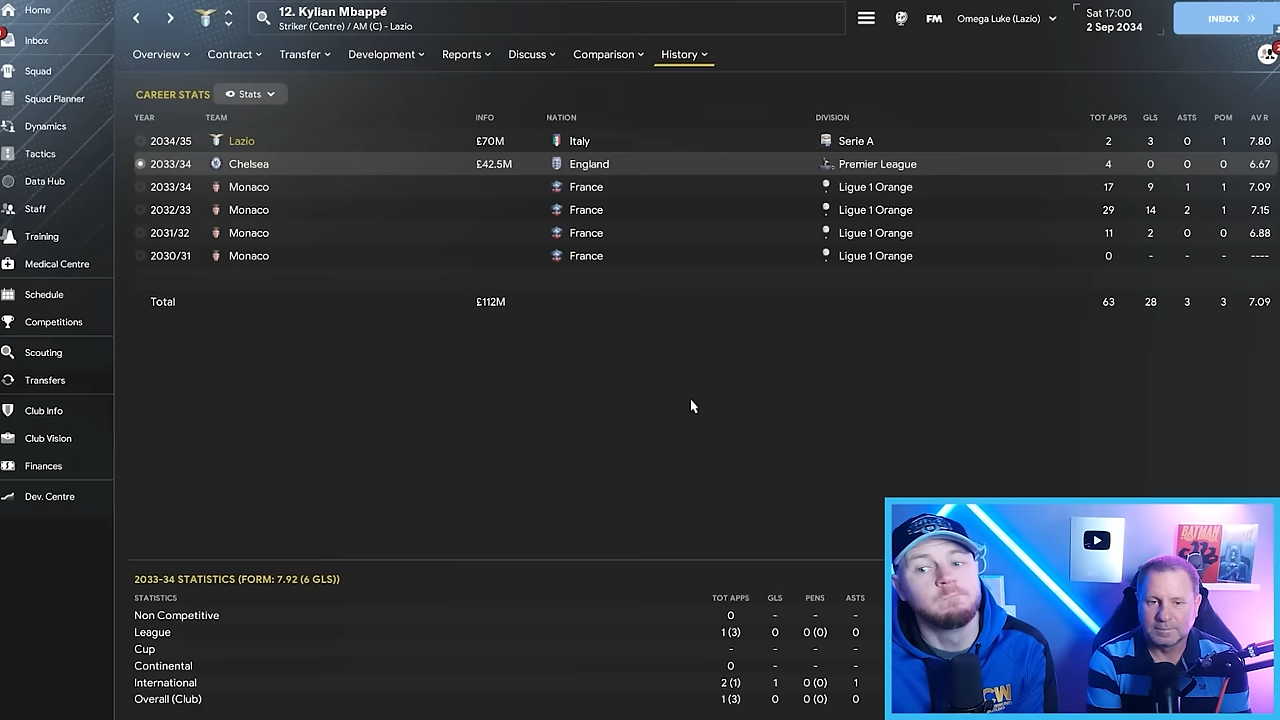 Home
12. Kylian Mbappé
Striker (Centre) / AM (C) - Lazio
FM
Omega Luke (Lazio)
Sat 17:00
2 Sep 2034
INBOX
Inbox
Squad
Squad Planner
Dynamics
Tactics
Data Hub
Staff
Training
Medical Centre
Schedule
Competitions
Scouting
Transfers
Club Info
Club Vision
Finances
Dev. Centre
Overview Contract Transfer Development Reports Discuss Comparison History
CAREER STATS Stats
YEAR TEAM INFO NATION DIVISION TOT APPS GLS ASTS POM AV R
2034/35 Lazio £70M Italy Serie A 2 3 0 1 7.80
2033/34 Chelsea £42.5M England Premier League 4 0 0 0 6.67
2033/34 Monaco France Ligue 1 Orange 17 9 1 1 7.09
2032/33 Monaco France Ligue 1 Orange 29 14 2 1 7.15
2031/32 Monaco France Ligue 1 Orange 11 2 0 0 6.88
2030/31 Monaco France Ligue 1 Orange 0 - - - ----
Total £112M 63 28 3 3 7.09
2033-34 STATISTICS (FORM: 7.92 (6 GLS))
STATISTICS TOT APPS GLS PENS ASTS
Non Competitive 0 - - -
League 1 (3) 0 0 (0) 0
Cup - - - -
Continental 0 - - -
International 2 (1) 1 0 (0) 1
Overall (Club) 1 (3) 0 0 (0) 0
BATMAN
CW